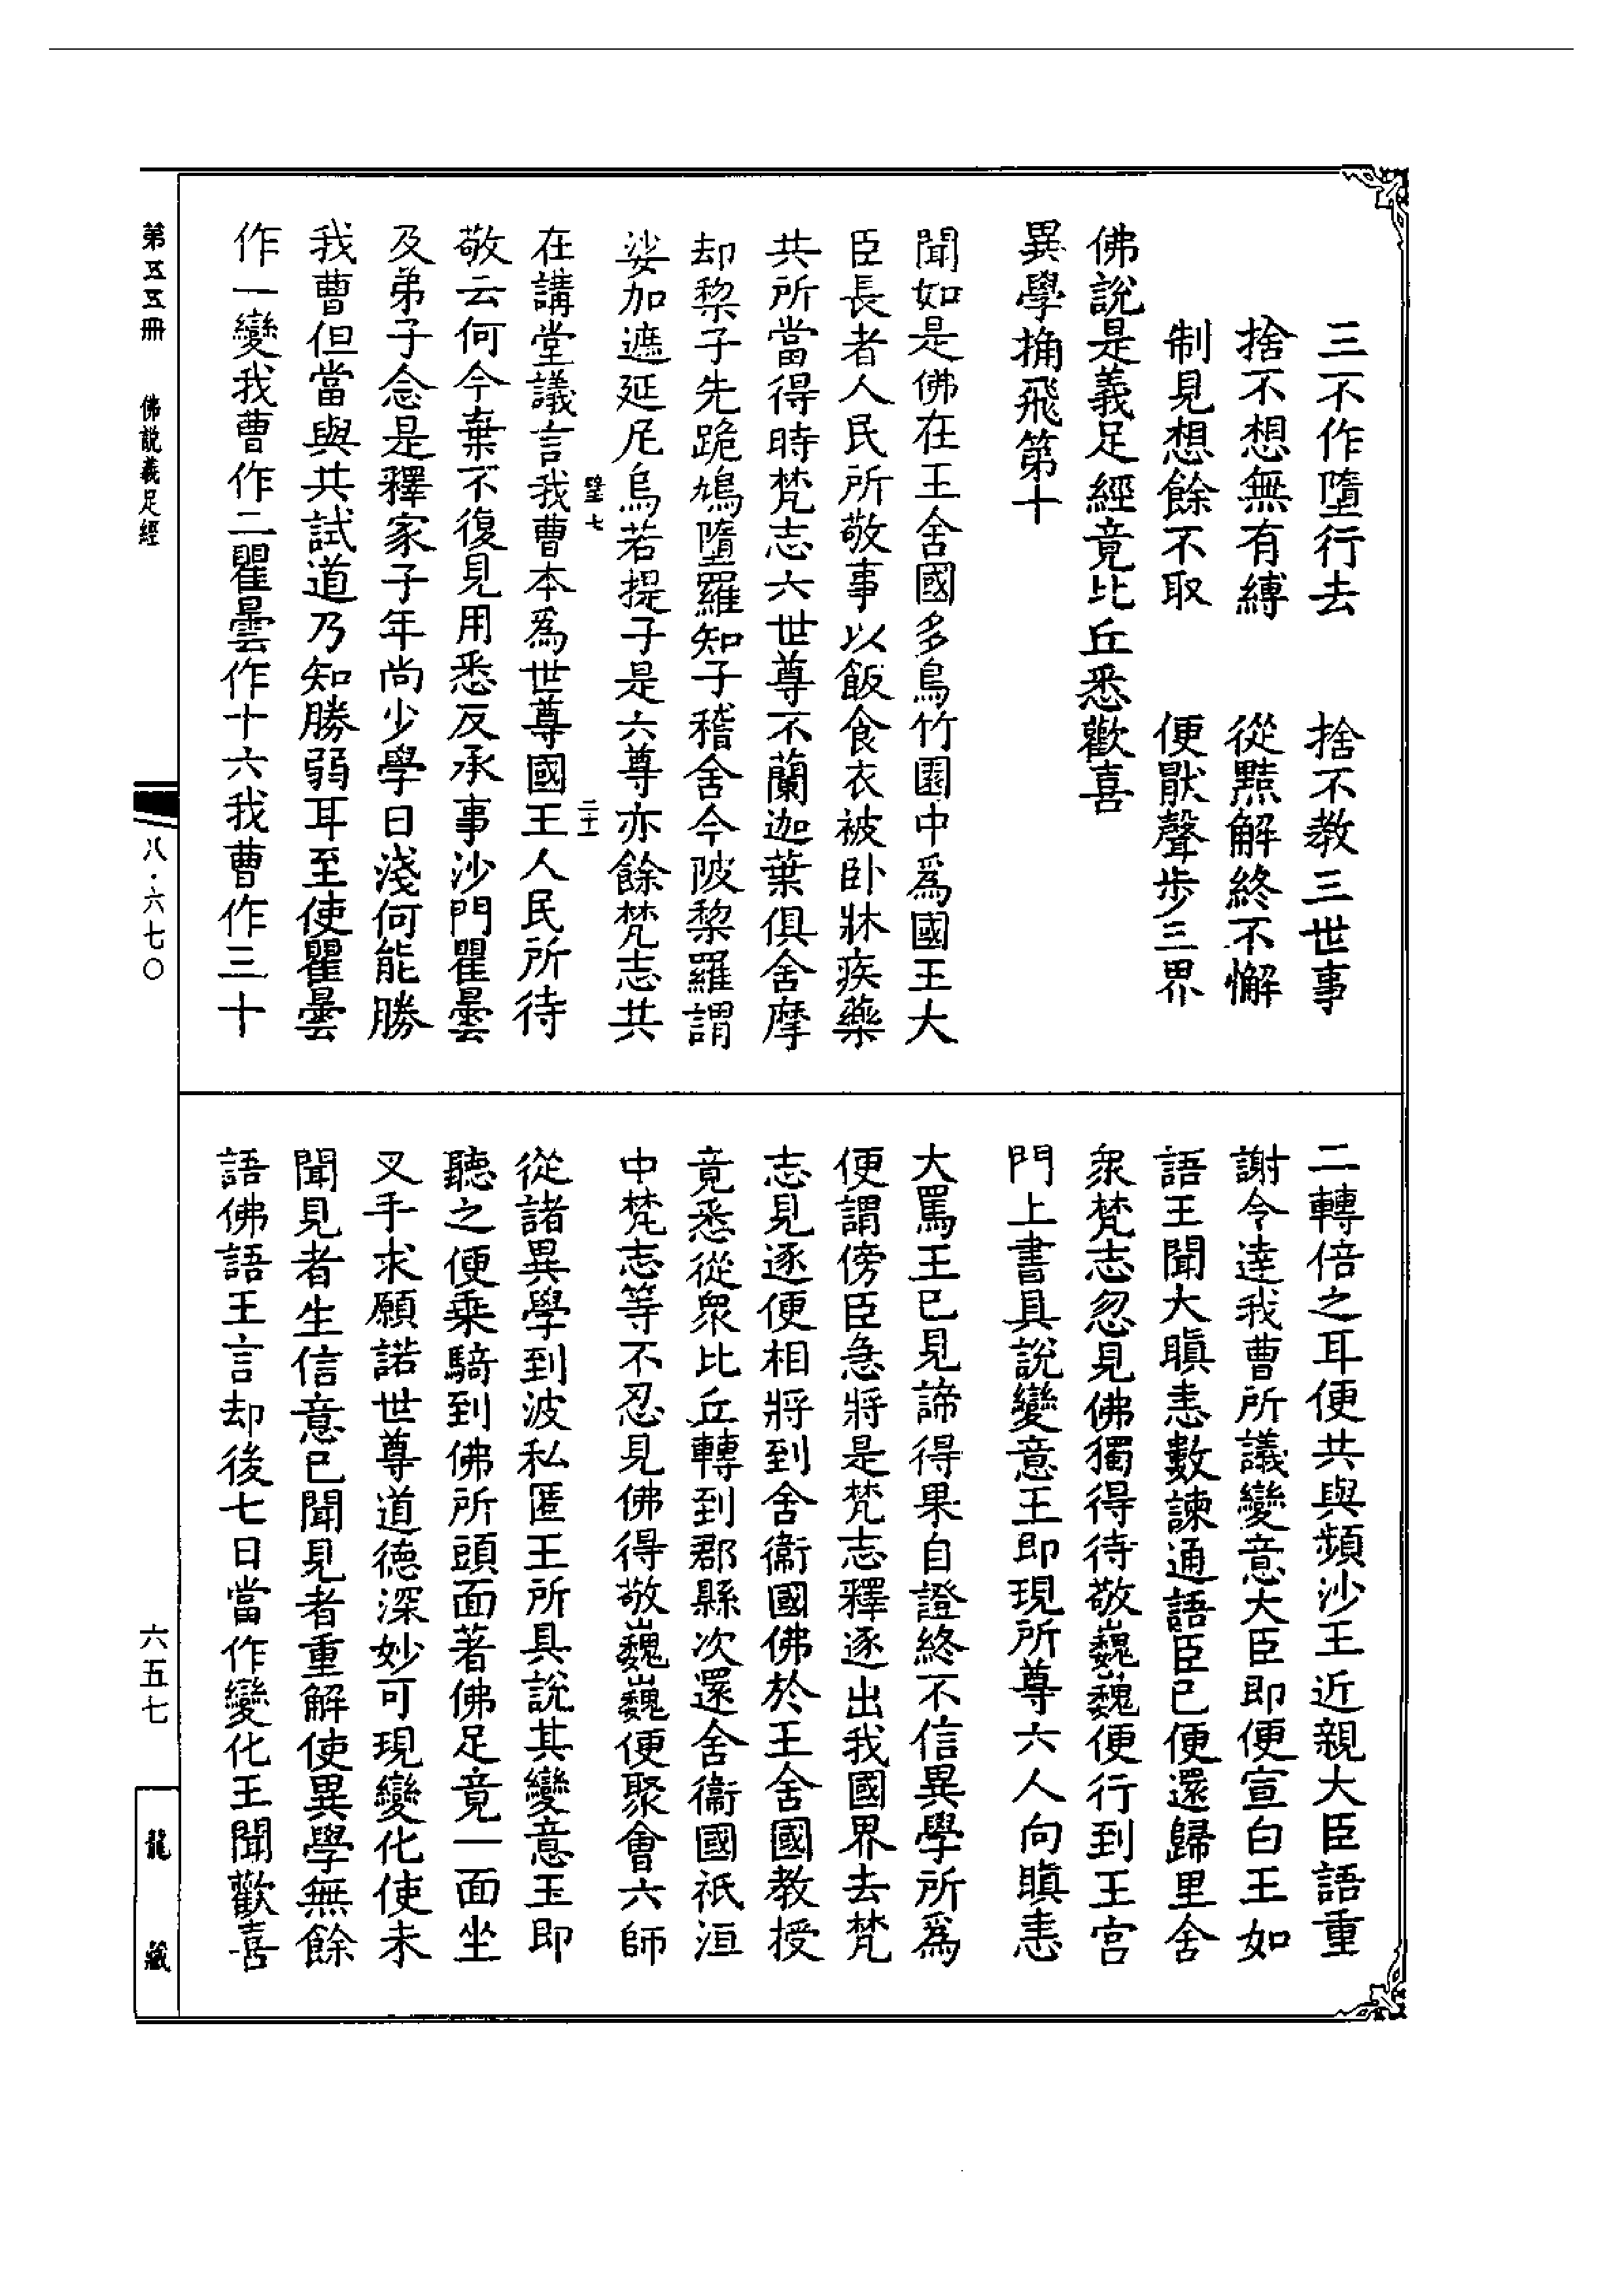 三不作墮行去　捨不教三世事
捨不想無有縛　從黠解終不懈
制見想餘不取　便猒聲步三界
佛說是義足經竟比丘悉歡喜
異學捔飛第十
聞如是佛在王舍國多鳥竹園中爲國王大
臣長者人民所敬事以飯食衣被卧牀疾藥
共所當得時梵志六世尊不蘭迦葉俱舍摩
却犂子先跪鳩墮羅知子稽舍今陂犂羅謂
娑加遮延尼烏若提子是六尊亦餘梵志共
在講堂議言我曹本爲世尊國王人民所待
敬云何今棄不復見用悉反承事沙門瞿曇
及弟子念是釋家子年尚少學日淺何能勝
我曹但當與共試道乃知勝弱耳至使瞿曇
作一變我曹作二瞿曇作十六我曹作三十
璧七
二十
二轉倍之耳便共與頻沙王近親大臣語重
謝令達我曹所議變意大臣即便宣白王如
語王聞大瞋恚數諫通語臣已便還歸里舍
衆梵志忽見佛獨得待敬巍巍便行到王宮
門上書具說變意王即現所尊六人向瞋恚
大罵王已見諦得果自證終不信異學所爲
便謂傍臣急將是梵志釋逐出我國界去梵
志見逐便相將到舍衞國佛於王舍國教授
竟悉從衆比丘轉到郡縣次還舍衞國祇洹
中梵志等不忍見佛得敬巍巍便聚會六師
從諸異學到波私匿王所具說其變意王即
聽之便乘騎到佛所頭面著佛足竟一面坐
叉手求願諾世尊道德深妙可現變化使未
聞見者生信意已聞見者重解使異學無餘
語佛語王言却後七日當作變化王聞歡喜
第五五冊　佛說義足經
八·六七〇
六五七
龍藏